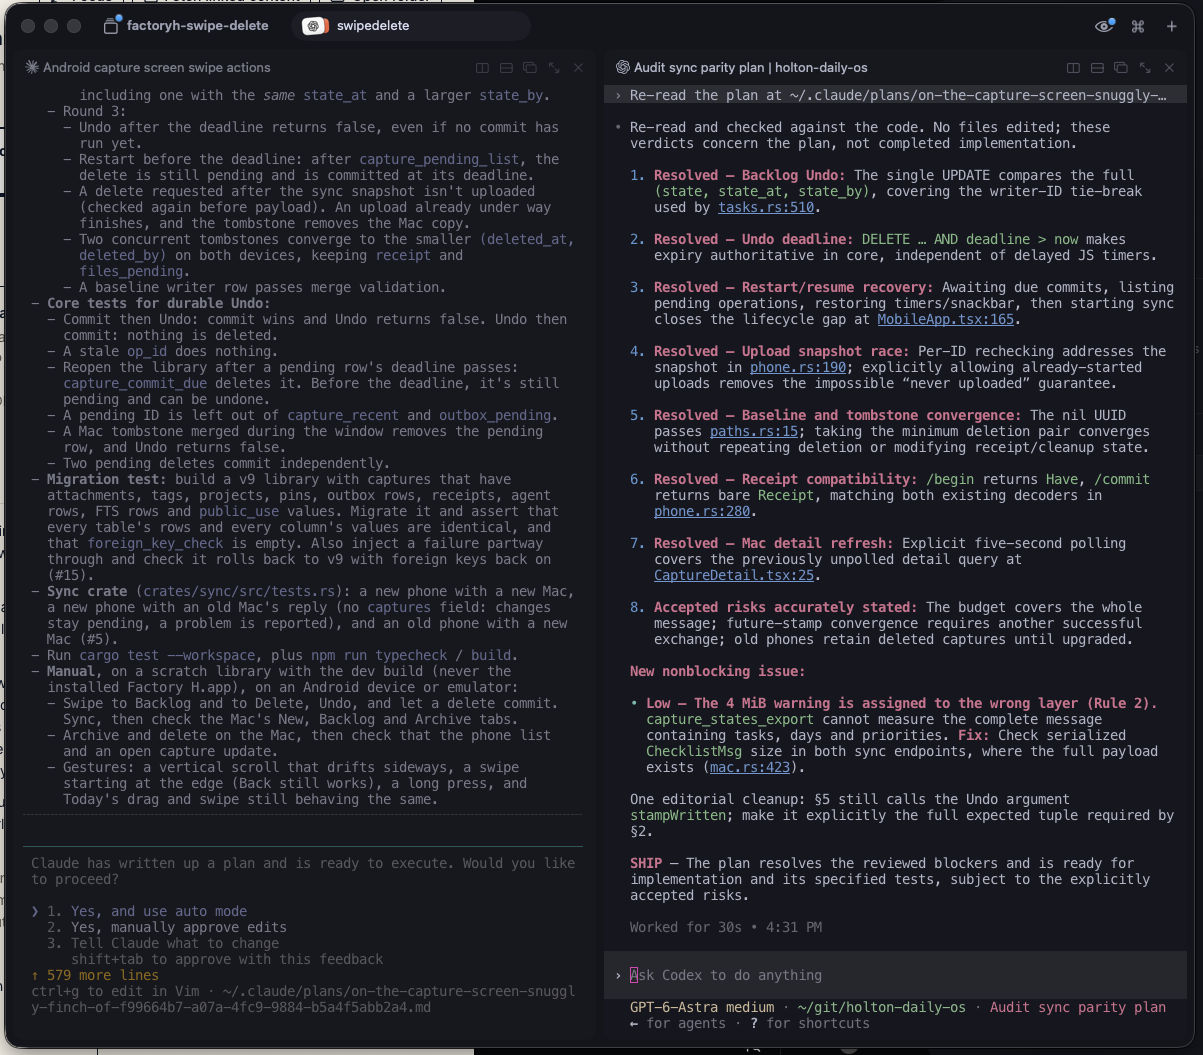 factoryh-swipe-delete
swipedelete
Android capture screen swipe actions
including one with the same state_at and a larger state_by.
– Round 3:
– Undo after the deadline returns false, even if no commit has
run yet.
– Restart before the deadline: after capture_pending_list, the
delete is still pending and is committed at its deadline.
– A delete requested after the sync snapshot isn't uploaded
(checked again before payload). An upload already under way
finishes, and the tombstone removes the Mac copy.
– Two concurrent tombstones converge to the smaller (deleted_at,
deleted_by) on both devices, keeping receipt and
files_pending.
– A baseline writer row passes merge validation.
– Core tests for durable Undo:
– Commit then Undo: commit wins and Undo returns false. Undo then
commit: nothing is deleted.
– A stale op_id does nothing.
– Reopen the library after a pending row's deadline passes:
capture_commit_due deletes it. Before the deadline, it's still
pending and can be undone.
– A pending ID is left out of capture_recent and outbox_pending.
– A Mac tombstone merged during the window removes the pending
row, and Undo returns false.
– Two pending deletes commit independently.
– Migration test: build a v9 library with captures that have
attachments, tags, projects, pins, outbox rows, receipts, agent
rows, FTS rows and public_use values. Migrate it and assert that
every table's rows and every column's values are identical, and
that foreign_key_check is empty. Also inject a failure partway
through and check it rolls back to v9 with foreign keys back on
(#15).
– Sync crate (crates/sync/src/tests.rs): a new phone with a new Mac,
a new phone with an old Mac's reply (no captures field: changes
stay pending, a problem is reported), and an old phone with a new
Mac (#5).
– Run cargo test --workspace, plus npm run typecheck / build.
– Manual, on a scratch library with the dev build (never the
installed Factory H.app), on an Android device or emulator:
– Swipe to Backlog and to Delete, Undo, and let a delete commit.
Sync, then check the Mac's New, Backlog and Archive tabs.
– Archive and delete on the Mac, then check that the phone list
and an open capture update.
– Gestures: a vertical scroll that drifts sideways, a swipe
starting at the edge (Back still works), a long press, and
Today's drag and swipe still behaving the same.
Claude has written up a plan and is ready to execute. Would you like
to proceed?
❯ 1. Yes, and use auto mode
2. Yes, manually approve edits
3. Tell Claude what to change
shift+tab to approve with this feedback
↑ 579 more lines
ctrl+g to edit in Vim · ~/.claude/plans/on-the-capture-screen-snuggl
y-finch-of-f99664b7-a07a-4fc9-9884-b5a4f5abb2a4.md
Audit sync parity plan | holton-daily-os
› Re-read the plan at ~/.claude/plans/on-the-capture-screen-snuggly-…
• Re-read and checked against the code. No files edited; these
verdicts concern the plan, not completed implementation.
1. Resolved — Backlog Undo: The single UPDATE compares the full
(state, state_at, state_by), covering the writer-ID tie-break
used by tasks.rs:510.
2. Resolved — Undo deadline: DELETE … AND deadline > now makes
expiry authoritative in core, independent of delayed JS timers.
3. Resolved — Restart/resume recovery: Awaiting due commits, listing
pending operations, restoring timers/snackbar, then starting sync
closes the lifecycle gap at MobileApp.tsx:165.
4. Resolved — Upload snapshot race: Per-ID rechecking addresses the
snapshot in phone.rs:190; explicitly allowing already-started
uploads removes the impossible “never uploaded” guarantee.
5. Resolved — Baseline and tombstone convergence: The nil UUID
passes paths.rs:15; taking the minimum deletion pair converges
without repeating deletion or modifying receipt/cleanup state.
6. Resolved — Receipt compatibility: /begin returns Have, /commit
returns bare Receipt, matching both existing decoders in
phone.rs:280.
7. Resolved — Mac detail refresh: Explicit five-second polling
covers the previously unpolled detail query at
CaptureDetail.tsx:25.
8. Accepted risks accurately stated: The budget covers the whole
message; future-stamp convergence requires another successful
exchange; old phones retain deleted captures until upgraded.
New nonblocking issue:
• Low — The 4 MiB warning is assigned to the wrong layer (Rule 2).
capture_states_export cannot measure the complete message
containing tasks, days and priorities. Fix: Check serialized
ChecklistMsg size in both sync endpoints, where the full payload
exists (mac.rs:423).
One editorial cleanup: §5 still calls the Undo argument
stampWritten; make it explicitly the full expected tuple required by
§2.
SHIP — The plan resolves the reviewed blockers and is ready for
implementation and its specified tests, subject to the explicitly
accepted risks.
Worked for 30s • 4:31 PM
› Ask Codex to do anything
GPT-6-Astra medium · ~/git/holton-daily-os · Audit sync parity plan
← for agents · ? for shortcuts